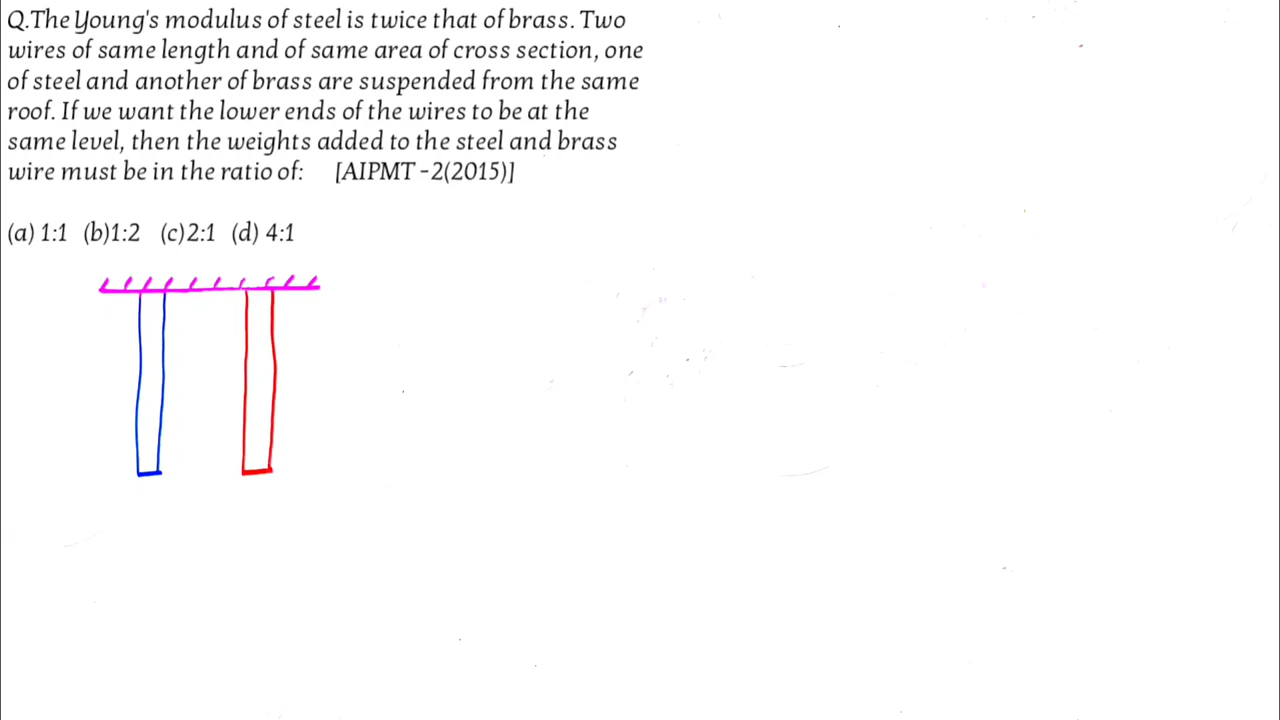 Q.The Young's modulus of steel is twice that of brass. Two
wires of same length and of same area of cross section, one
of steel and another of brass are suspended from the same
roof. If we want the lower ends of the wires to be at the
same level, then the weights added to the steel and brass
wire must be in the ratio of: [AIPMT -2(2015)]
(a) 1:1 (b)1:2 (c)2:1 (d) 4:1